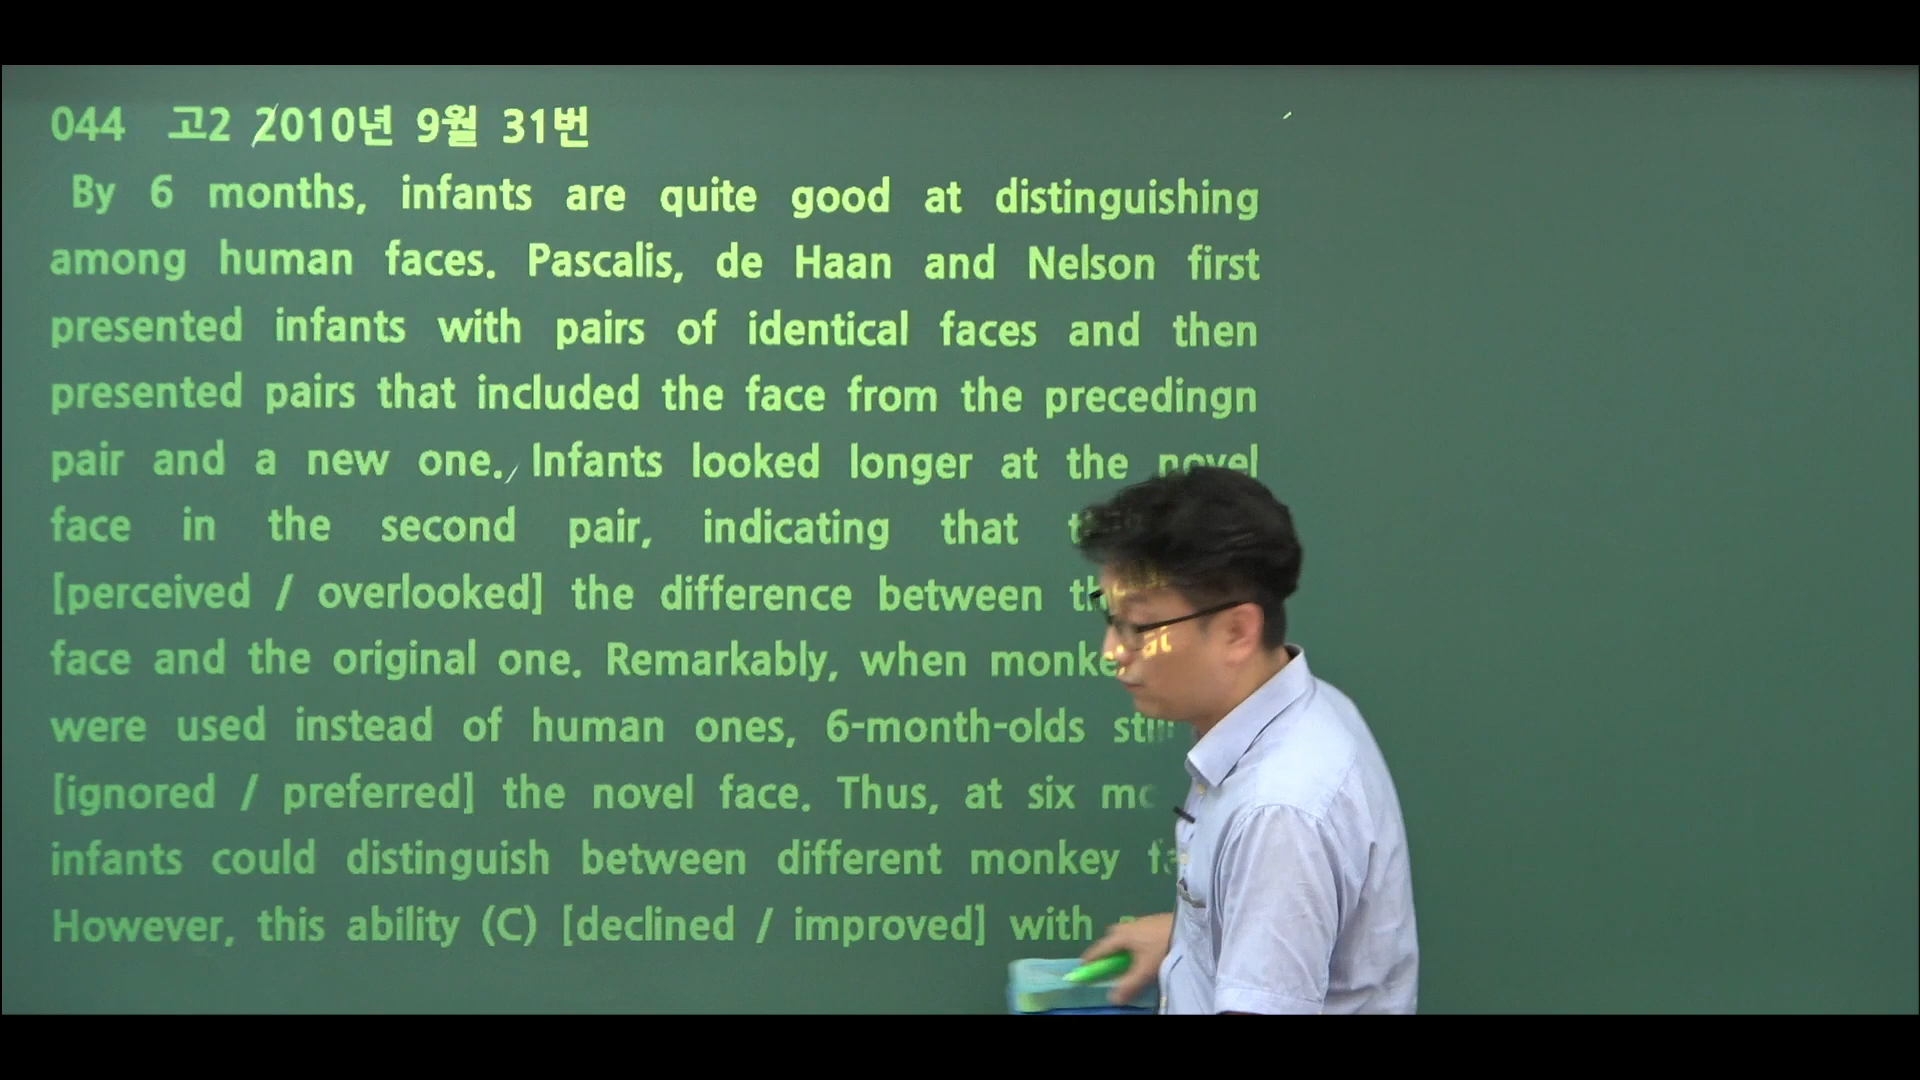 044 고2 2010년 9월 31번
By 6 months, infants are quite good at distinguishing
among human faces. Pascalis, de Haan and Nelson first
presented infants with pairs of identical faces and then
presented pairs that included the face from the precedingn
pair and a new one. Infants looked longer at the novel
face in the second pair, indicating that
[perceived / overlooked] the difference between
face and the original one. Remarkably, when
were used instead of human ones, 6-month-olds still
[ignored / preferred] the novel face. Thus, at six
infants could distinguish between different monkey
However, this ability (C) [declined / improved] with